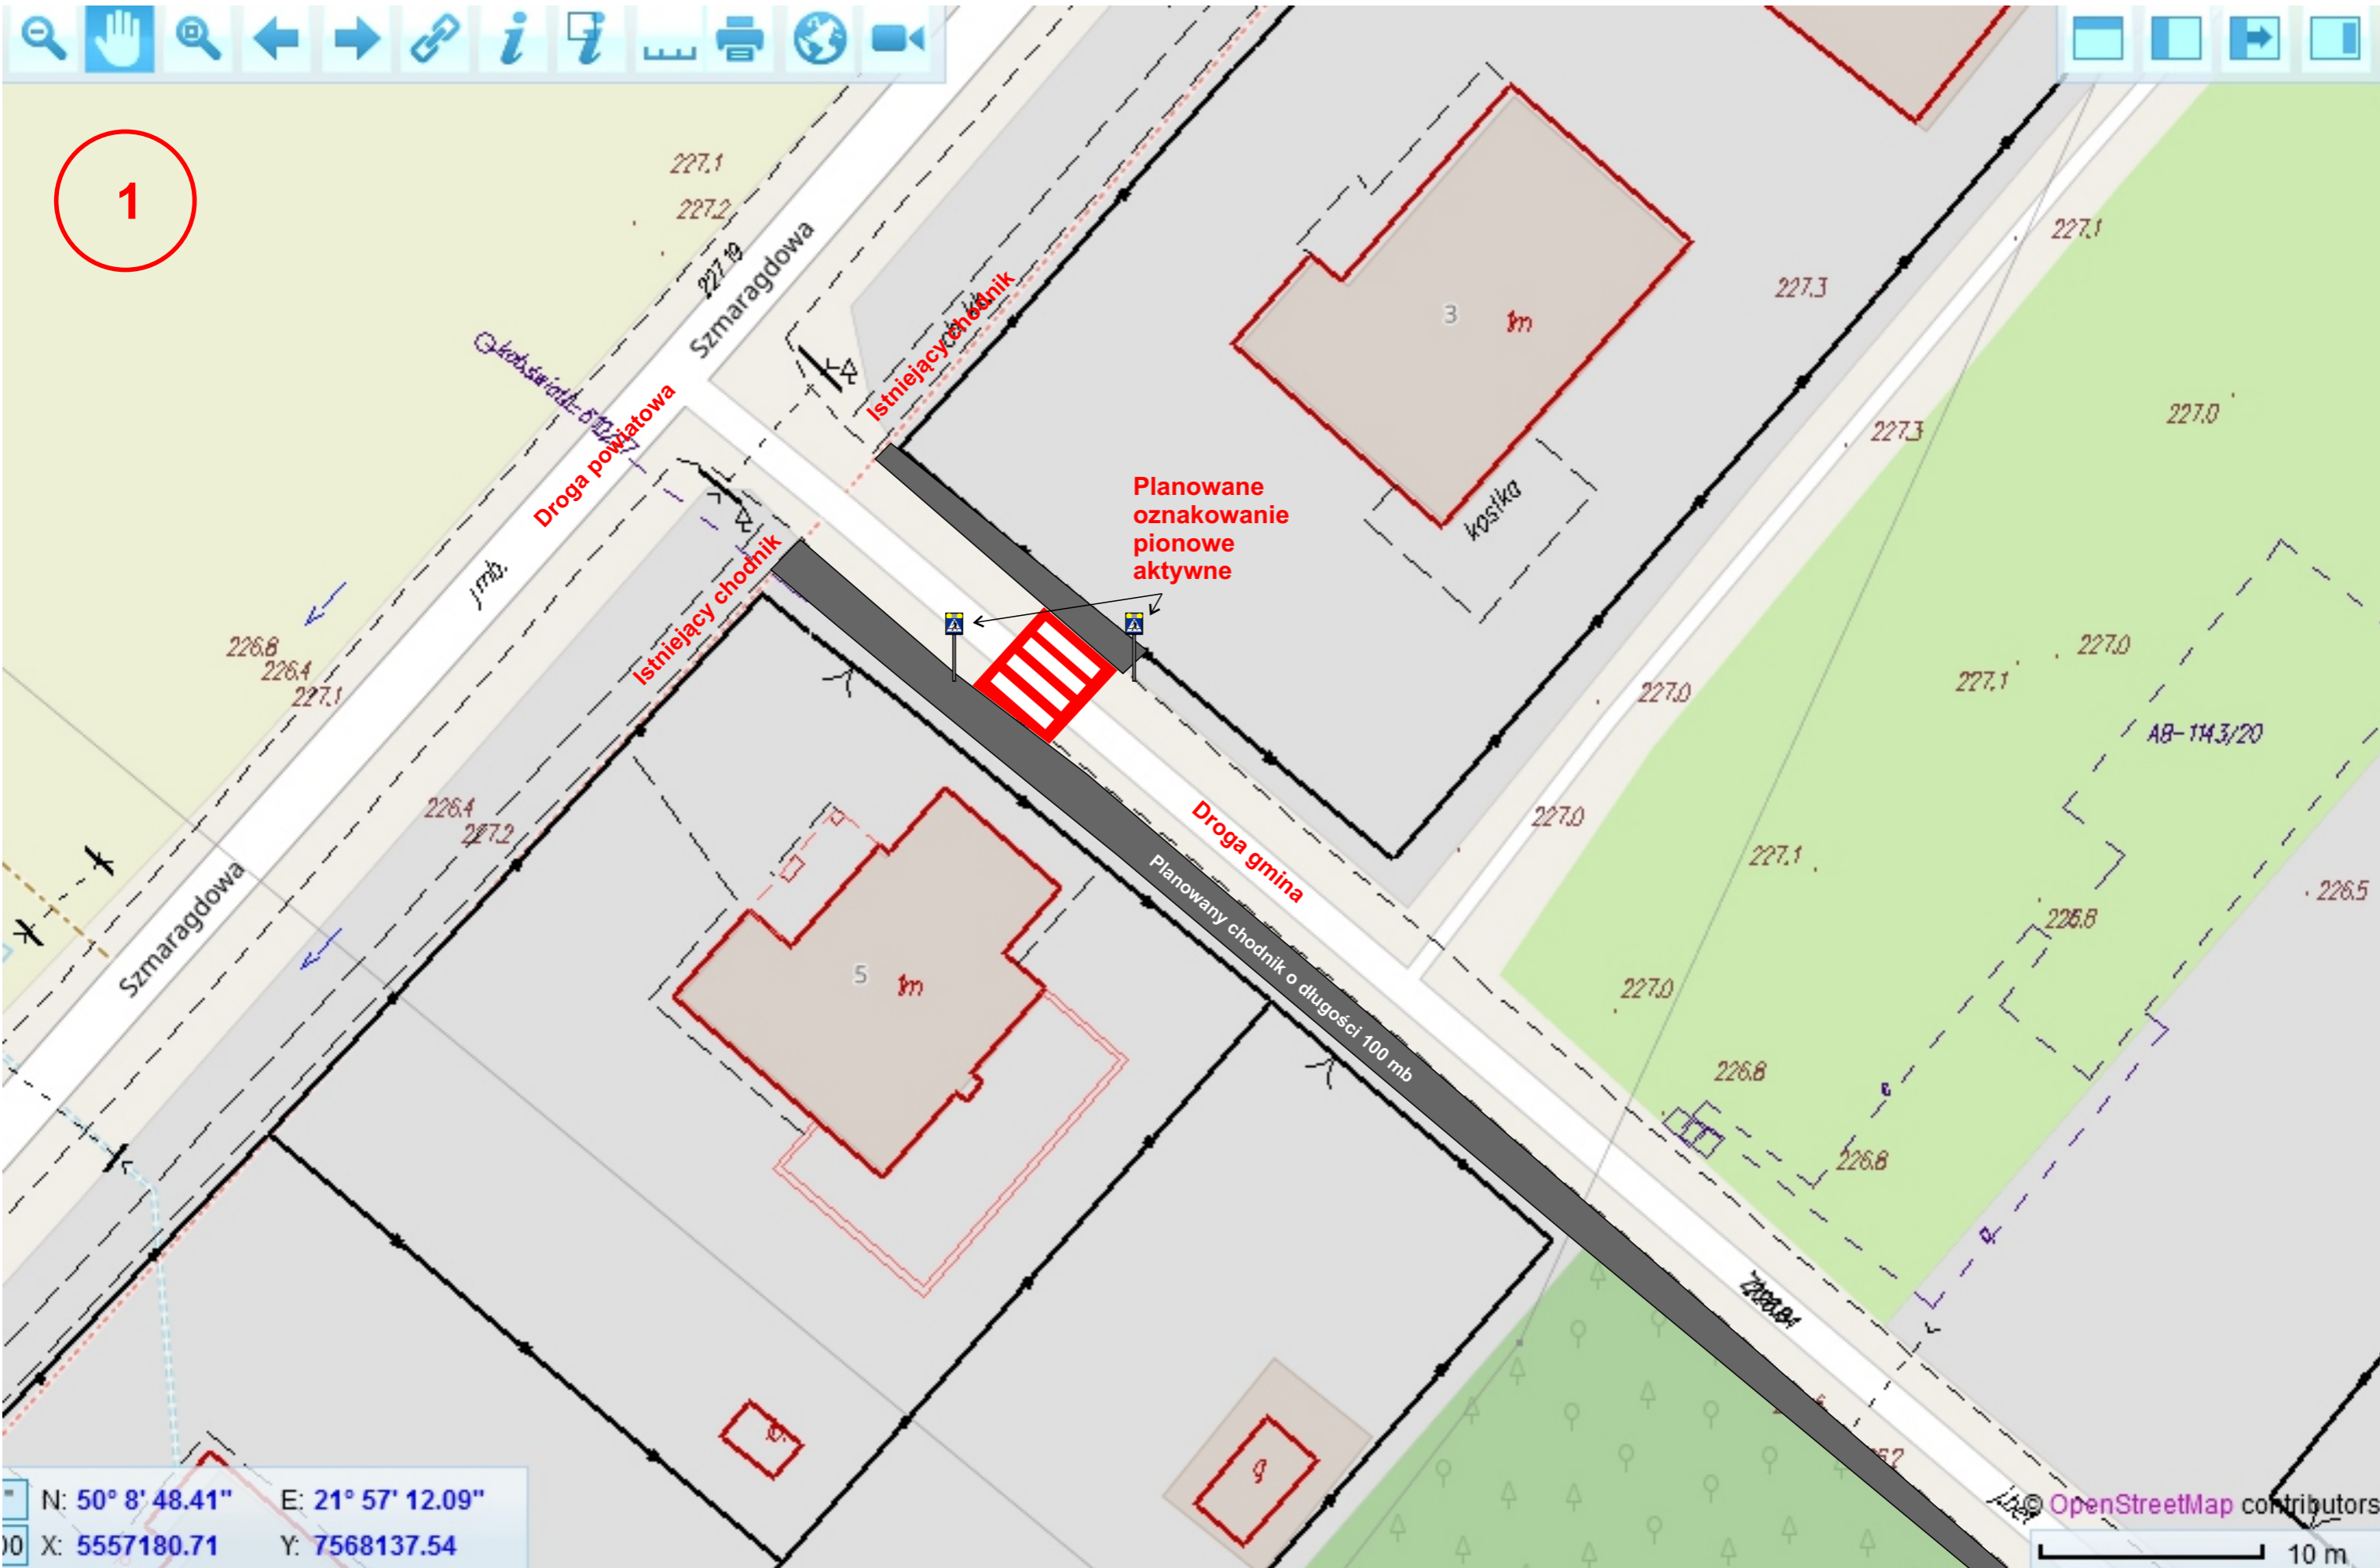 1
227.1
227.2
227.19
Szmaragdowa
Istniejący chodnik
Droga powiatowa
3
1m
kostka
227.1
227.3
227.0
227.3
Planowane
oznakowanie
pionowe
aktywne
Istniejący chodnik
226.8
226.4
227.1
227.0
227.1
227.0
AB-1143/20
226.4
227.2
Szmaragdowa
Droga gmina
Planowany chodnik o długości 100 mb
227.0
227.1
226.5
226.8
5
1m
227.0
226.8
226.8
g
N: 50° 8' 48.41" E: 21° 57' 12.09"
X: 5557180.71 Y: 7568137.54
© OpenStreetMap contributors
10 m